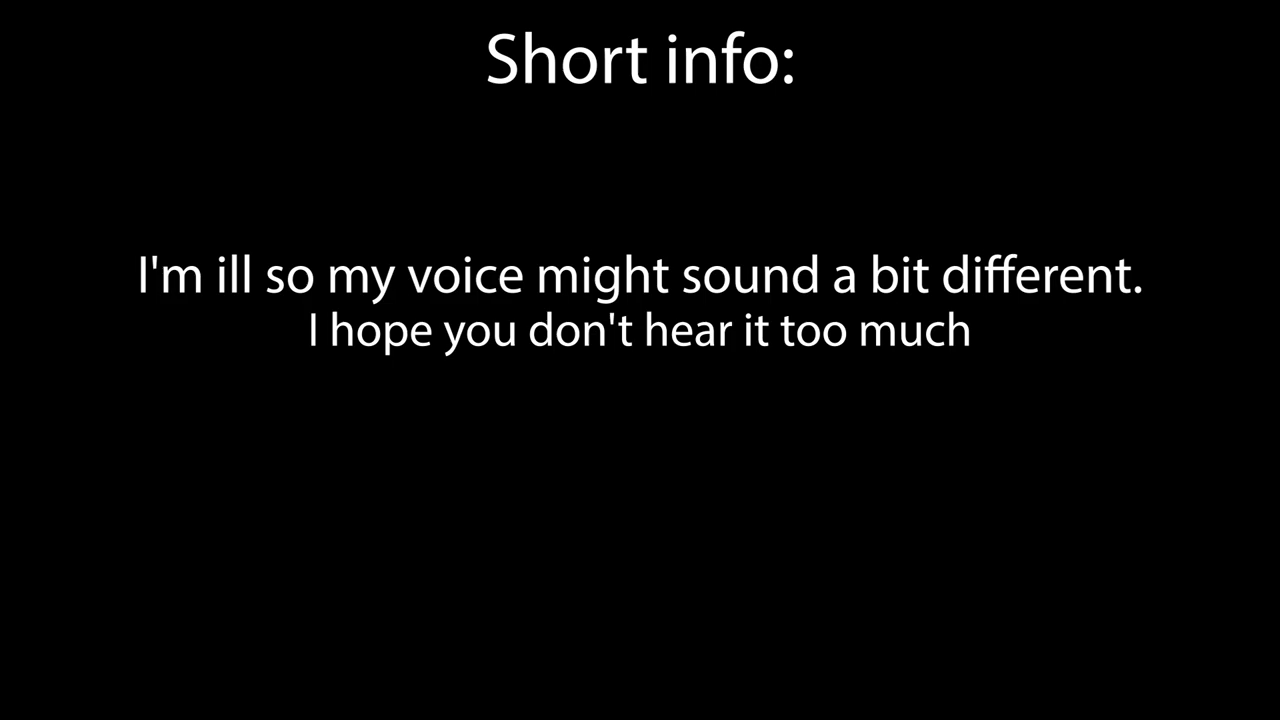 Short info:
I'm ill so my voice might sound a bit different.
I hope you don't hear it too much